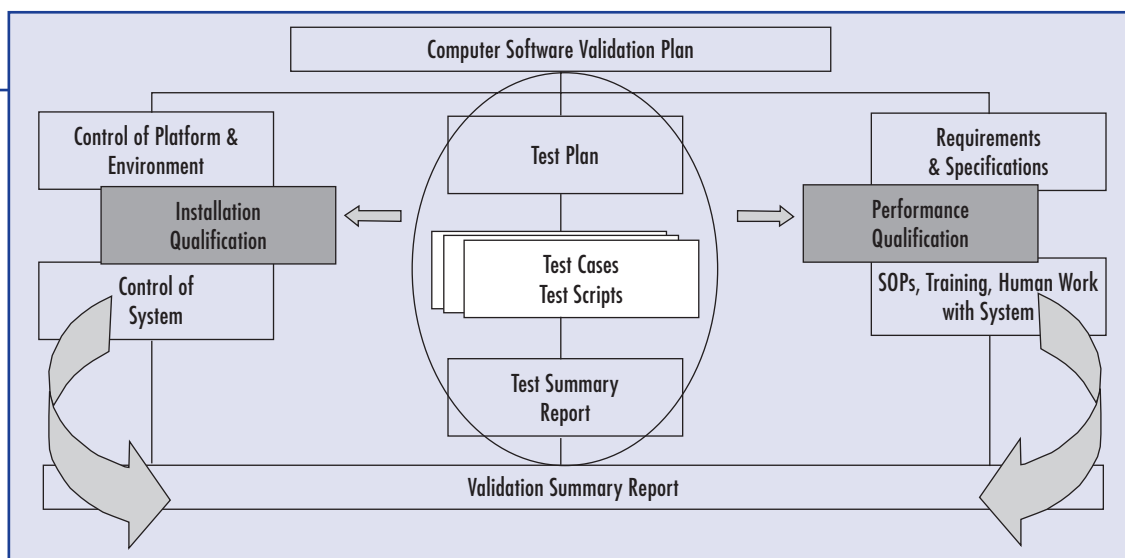 Computer Software Validation Plan
Control of Platform &
Environment
Installation
Qualification
Control of
System
Test Plan
Test Cases
Test Scripts
Test Summary
Report
Requirements
& Specifications
Performance
Qualification
SOPs, Training, Human Work
with System
Validation Summary Report